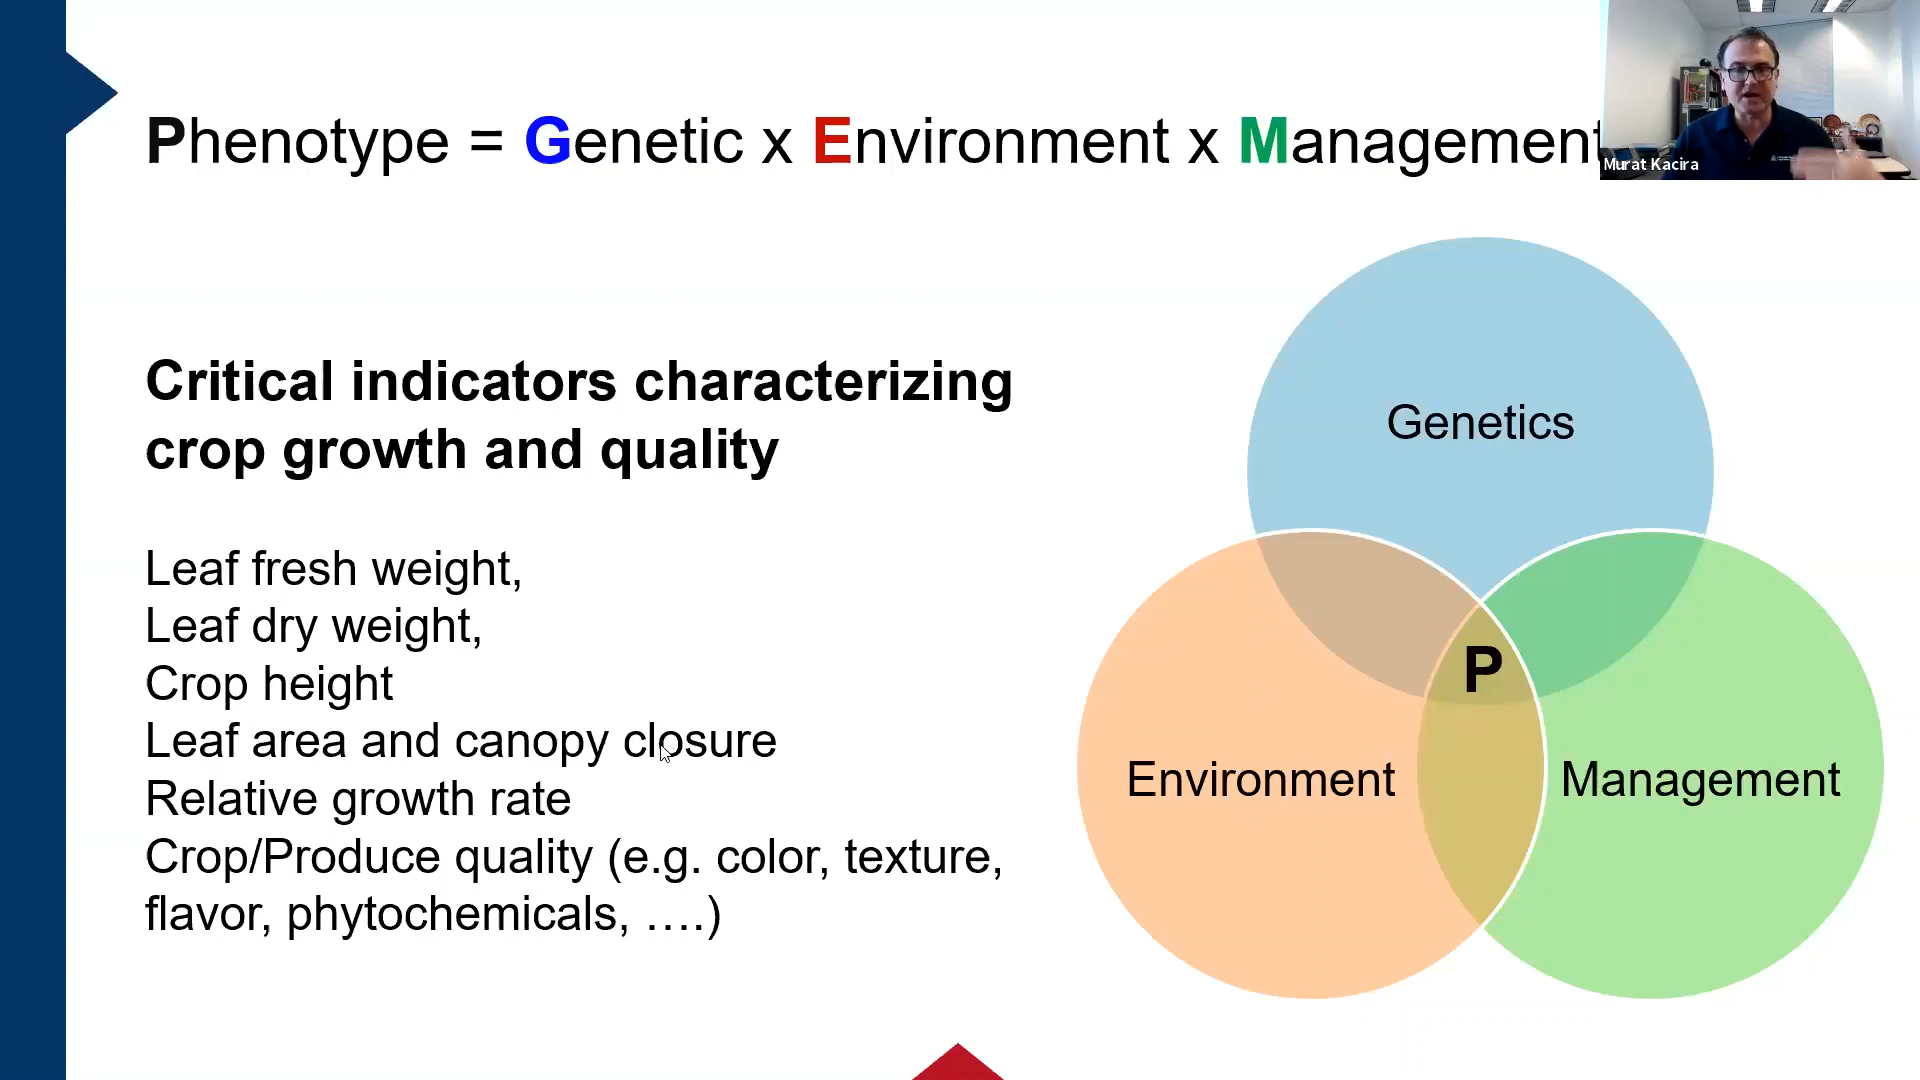 Phenotype = Genetic x Environment x Management
Murat Kacira
Critical indicators characterizing
crop growth and quality
Leaf fresh weight,
Leaf dry weight,
Crop height
Leaf area and canopy closure
Relative growth rate
Crop/Produce quality (e.g. color, texture,
flavor, phytochemicals, ....)
Genetics
P
Environment
Management